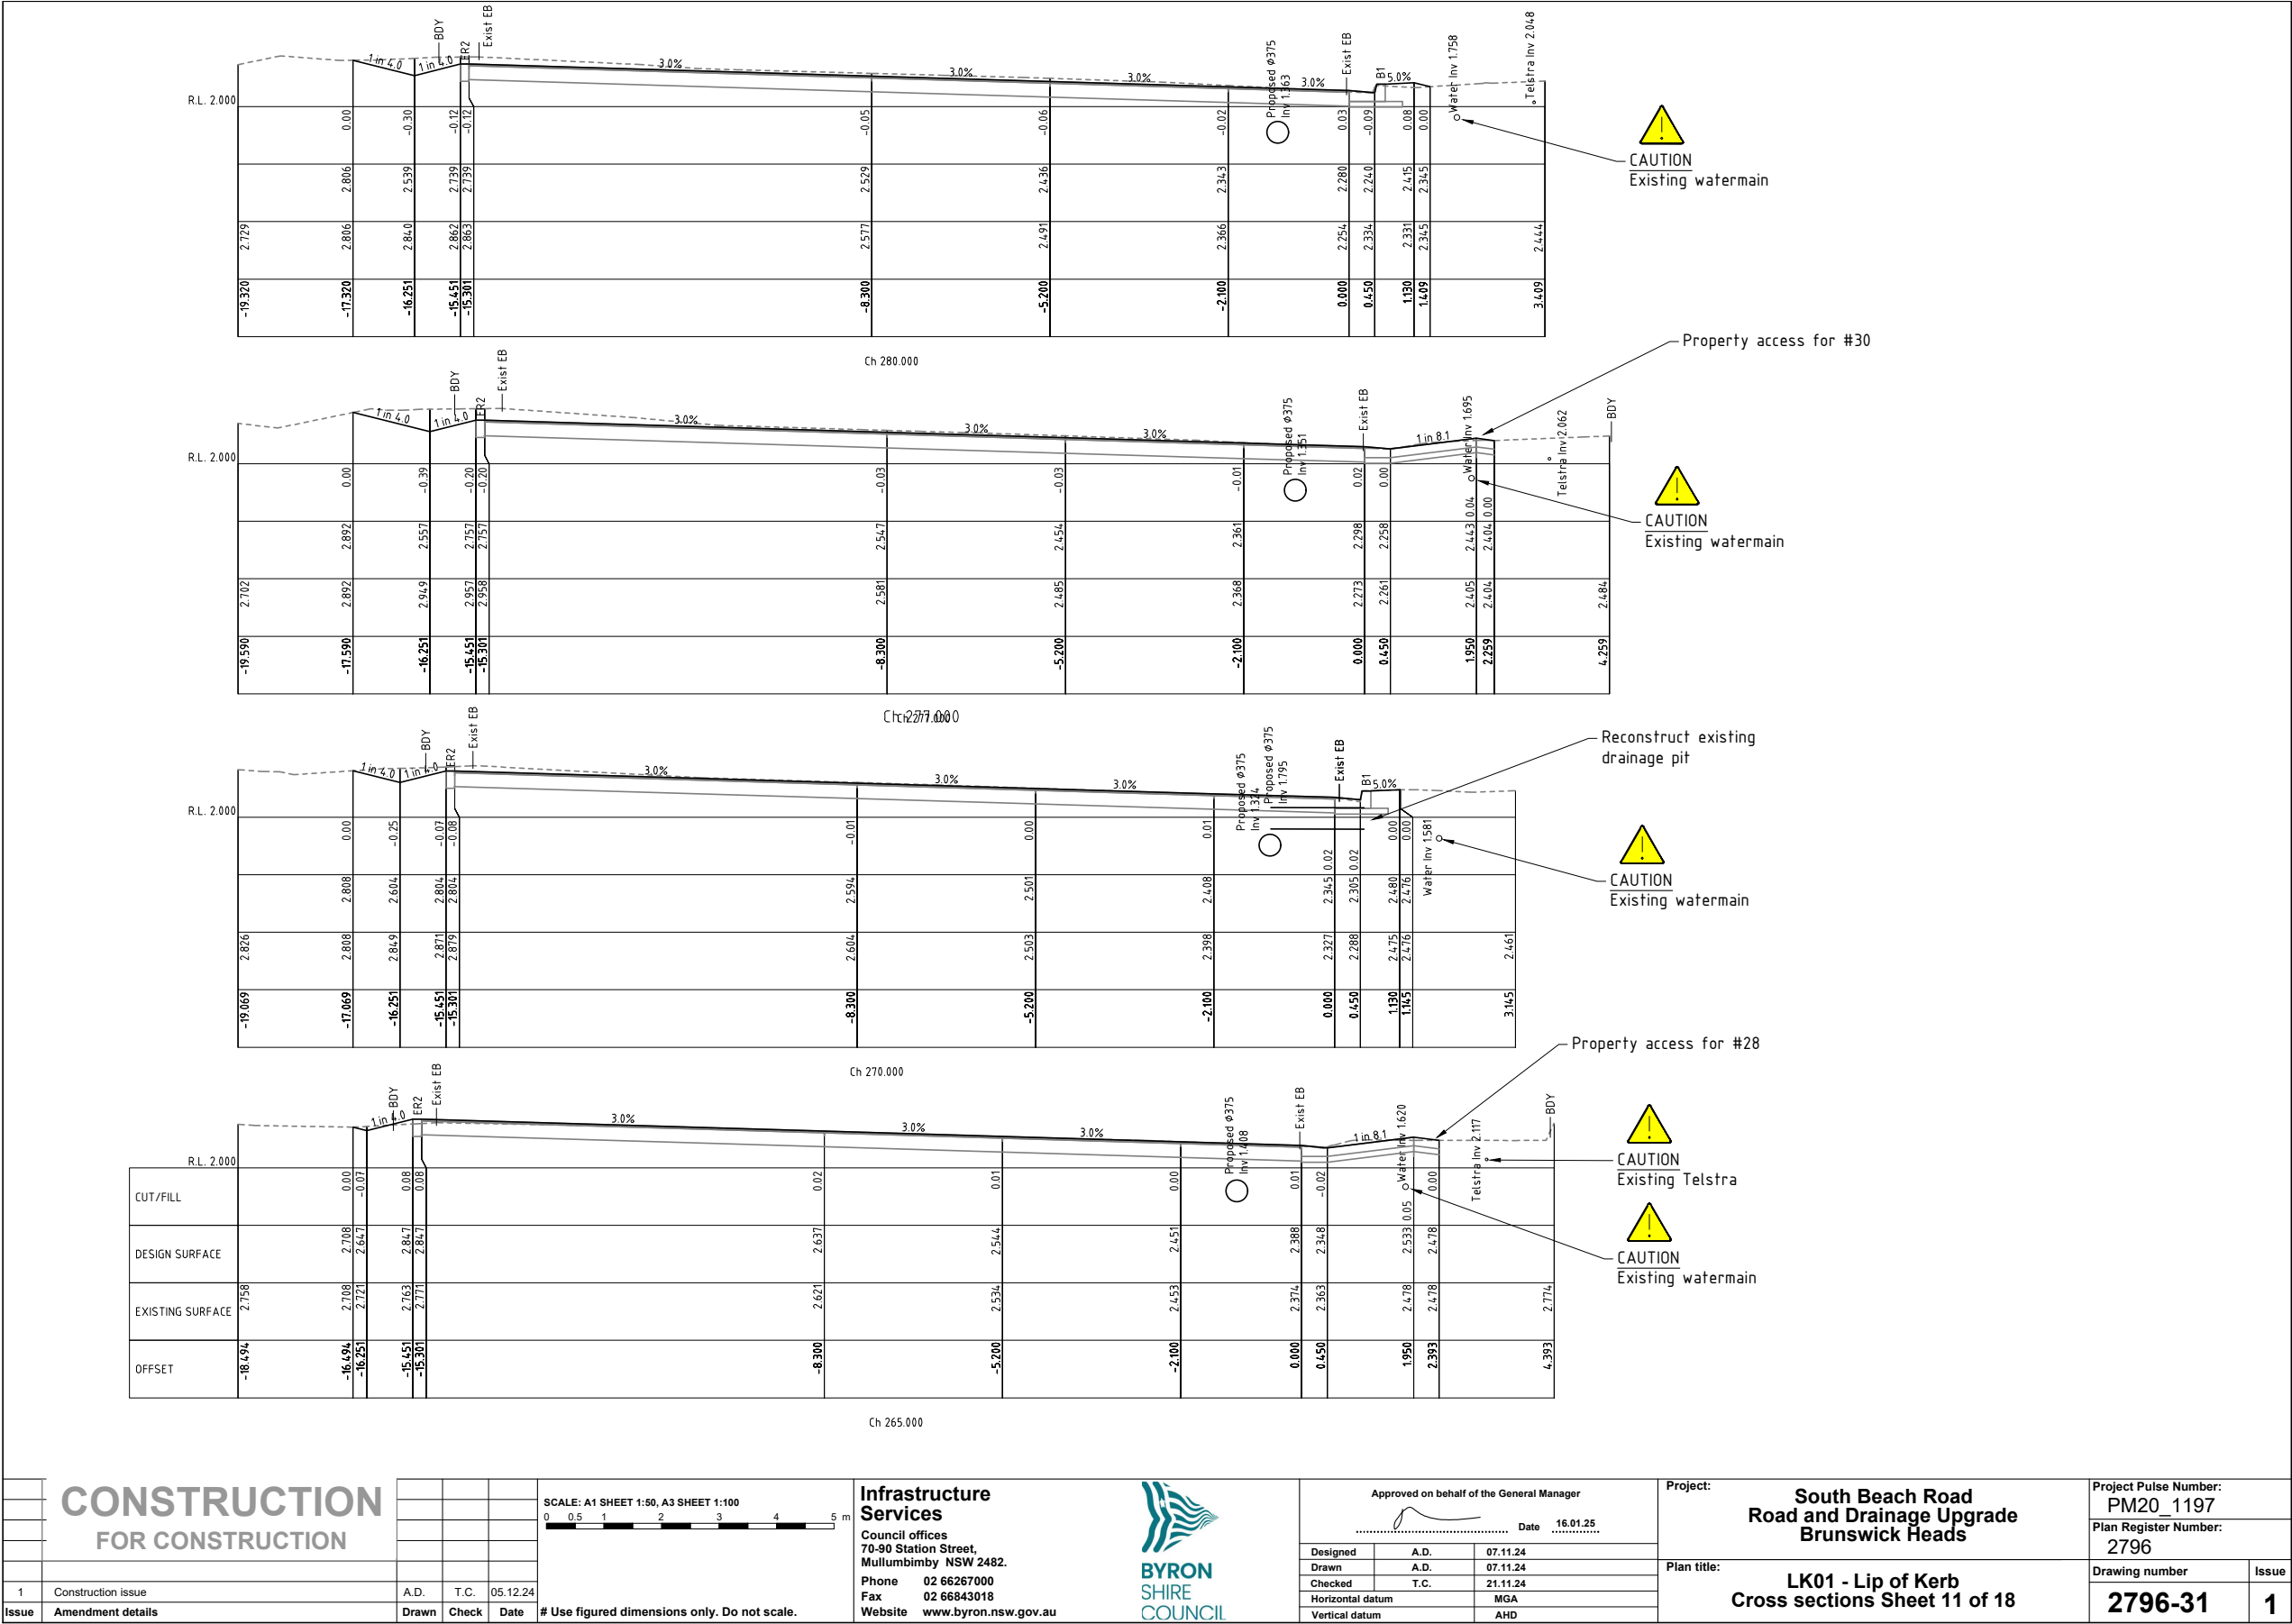 BDY
ER2
Exist EB
1 in 4.0
1 in 4.0
3.0%
3.0%
3.0%
3.0%
Proposed Ø375
Inv 1.363
Exist EB
B1
5.0%
Water Inv 1.758
Telstra Inv 2.048
R.L. 2.000
CAUTION
Existing watermain
0.00 -0.30 -0.12 -0.12 -0.05 -0.06 -0.02 0.03 -0.09 0.08 0.00
2.806 2.539 2.739 2.739 2.529 2.436 2.343 2.280 2.240 2.415 2.345
2.729 2.806 2.840 2.862 2.863 2.577 2.491 2.366 2.254 2.334 2.331 2.345 2.444
-19.320 -17.320 -16.251 -15.451 -15.301 -8.300 -5.200 -2.100 0.000 0.450 1.130 1.409 3.409
Ch 280.000
Property access for #30
BDY
ER2
Exist EB
1 in 4.0
1 in 4.0
3.0%
3.0%
3.0%
Proposed Ø375
Inv 1.351
Exist EB
1 in 8.1
Water Inv 1.695
Telstra Inv 2.062
BDY
R.L. 2.000
CAUTION
Existing watermain
0.00 -0.39 -0.20 -0.20 -0.03 -0.03 -0.01 0.02 0.00 0.04 0.00
2.892 2.557 2.757 2.757 2.547 2.454 2.361 2.298 2.258 2.443 2.404
2.702 2.892 2.949 2.957 2.958 2.581 2.485 2.368 2.273 2.261 2.405 2.404 2.484
-19.590 -17.590 -16.251 -15.451 -15.301 -8.300 -5.200 -2.100 0.000 0.450 1.950 2.259 4.259
Ch 277.000
Ch 277.000
Reconstruct existing
drainage pit
BDY
ER2
Exist EB
1 in 4.0
1 in 4.0
3.0%
3.0%
3.0%
Proposed Ø375
Inv 1.324
Proposed Ø375
Inv 1.795
Exist EB
B1
5.0%
Water Inv 1.581
R.L. 2.000
CAUTION
Existing watermain
0.00 -0.25 -0.07 -0.08 -0.01 0.00 0.01 0.02 0.02 0.00 0.00
2.808 2.604 2.804 2.804 2.594 2.501 2.408 2.345 2.305 2.480 2.476
2.826 2.808 2.849 2.871 2.879 2.604 2.503 2.398 2.327 2.288 2.475 2.476 2.461
-19.069 -17.069 -16.251 -15.451 -15.301 -8.300 -5.200 -2.100 0.000 0.450 1.130 1.145 3.145
Ch 270.000
Property access for #28
BDY
ER2
Exist EB
1 in 4.0
3.0%
3.0%
3.0%
Proposed Ø375
Inv 1.408
Exist EB
1 in 8.1
Water Inv 1.620
Telstra Inv 2.117
BDY
R.L. 2.000
CAUTION
Existing Telstra
CAUTION
Existing watermain
CUT/FILL 0.00 -0.07 0.08 0.08 0.02 0.01 0.00 0.01 -0.02 0.05 0.00
DESIGN SURFACE 2.708 2.647 2.847 2.847 2.637 2.544 2.451 2.388 2.348 2.533 2.478
EXISTING SURFACE 2.758 2.708 2.721 2.763 2.771 2.621 2.534 2.453 2.374 2.363 2.478 2.478 2.774
OFFSET -18.494 -16.494 -16.251 -15.451 -15.301 -8.300 -5.200 -2.100 0.000 0.450 1.950 2.393 4.393
Ch 265.000
CONSTRUCTION
FOR CONSTRUCTION
1 Construction issue A.D. T.C. 05.12.24
Issue Amendment details Drawn Check Date
SCALE: A1 SHEET 1:50, A3 SHEET 1:100
0 0.5 1 2 3 4 5 m
# Use figured dimensions only. Do not scale.
Infrastructure
Services
Council offices
70-90 Station Street,
Mullumbimby NSW 2482.
Phone 02 66267000
Fax 02 66843018
Website www.byron.nsw.gov.au
BYRON
SHIRE
COUNCIL
Approved on behalf of the General Manager
Date 16.01.25
Designed A.D. 07.11.24
Drawn A.D. 07.11.24
Checked T.C. 21.11.24
Horizontal datum MGA
Vertical datum AHD
Project:
South Beach Road
Road and Drainage Upgrade
Brunswick Heads
Plan title:
LK01 - Lip of Kerb
Cross sections Sheet 11 of 18
Project Pulse Number:
PM20_1197
Plan Register Number:
2796
Drawing number Issue
2796-31 1